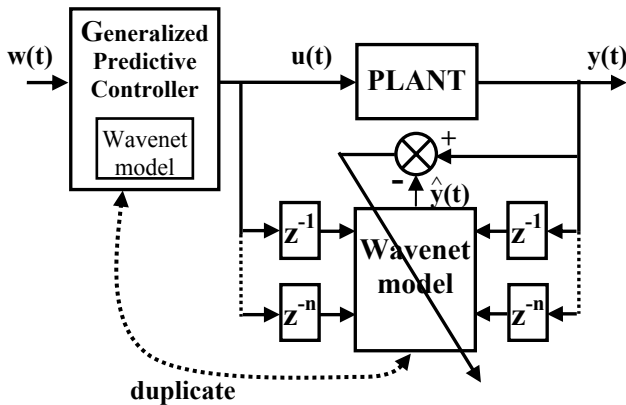 Generalized
Predictive
Controller
Wavenet
model
w(t)
u(t)
PLANT
y(t)
+
-
ŷ(t)
z-1
z-1
Wavenet
model
z-n
z-n
duplicate